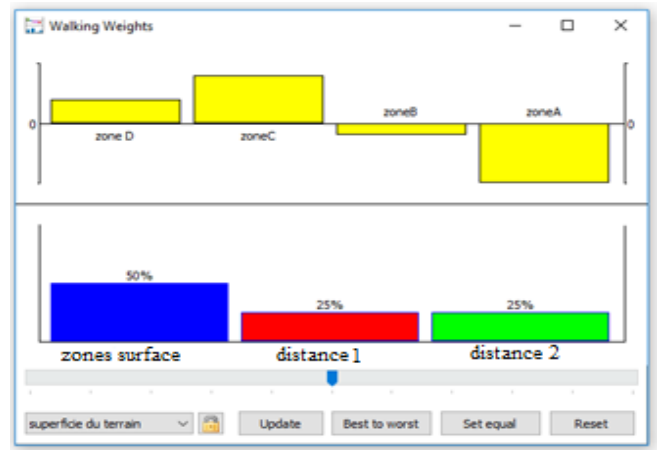 Walking Weights
zoneB zoneA
0 0
zone D zoneC
50%
25% 25%
zones surface distance 1 distance 2
superficie du terrain Update Best to worst Set equal Reset